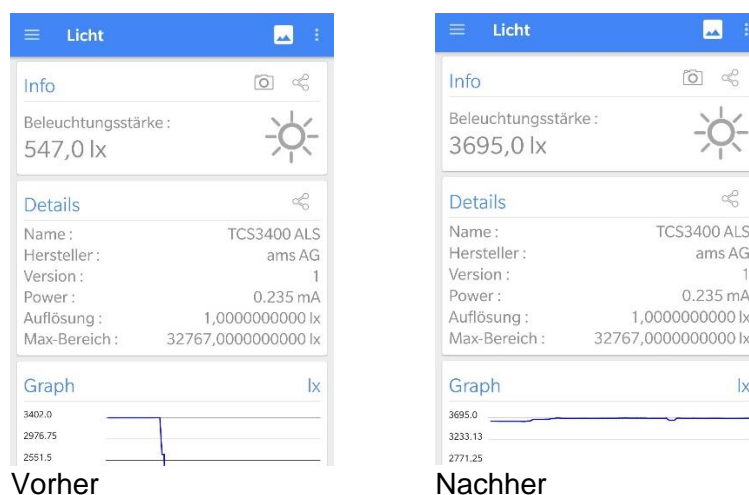 Licht
Info
Beleuchtungsstärke :
547,0 lx
Details
Name : TCS3400 ALS
Hersteller : ams AG
Version : 1
Power : 0.235 mA
Auflösung : 1,0000000000 lx
Max-Bereich : 32767,0000000000 lx
Graph lx
3402.0
2976.75
2551.5
Vorher
Licht
Info
Beleuchtungsstärke :
3695,0 lx
Details
Name : TCS3400 ALS
Hersteller : ams AG
Version : 1
Power : 0.235 mA
Auflösung : 1,0000000000 lx
Max-Bereich : 32767,0000000000 lx
Graph lx
3695.0
3233.13
2771.25
Nachher